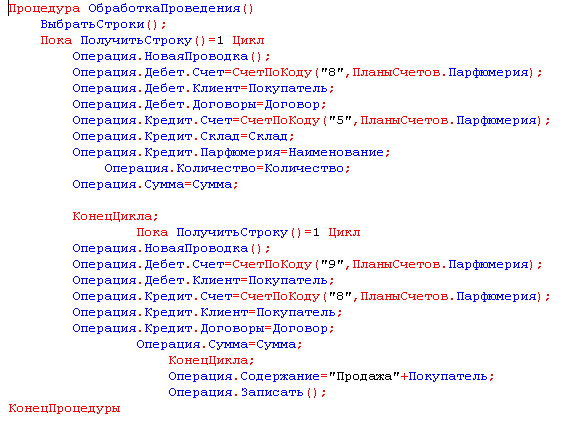 Процедура ОбработкаПроведения()
ВыбратьСтроки();
Пока ПолучитьСтроку()=1 Цикл
Операция.НоваяПроводка();
Операция.Дебет.Счет=СчетПоКоду("8",ПланыСчетов.Парфюмерия);
Операция.Дебет.Клиент=Покупатель;
Операция.Дебет.Договоры=Договор;
Операция.Кредит.Счет=СчетПоКоду("5",ПланыСчетов.Парфюмерия);
Операция.Кредит.Склад=Склад;
Операция.Кредит.Парфюмерия=Наименование;
Операция.Количество=Количество;
Операция.Сумма=Сумма;
КонецЦикла;
Пока ПолучитьСтроку()=1 Цикл
Операция.НоваяПроводка();
Операция.Дебет.Счет=СчетПоКоду("9",ПланыСчетов.Парфюмерия);
Операция.Дебет.Клиент=Покупатель;
Операция.Кредит.Счет=СчетПоКоду("8",ПланыСчетов.Парфюмерия);
Операция.Кредит.Клиент=Покупатель;
Операция.Кредит.Договоры=Договор;
Операция.Сумма=Сумма;
КонецЦикла;
Операция.Содержание="Продажа"+Покупатель;
Операция.Записать();
КонецПроцедуры